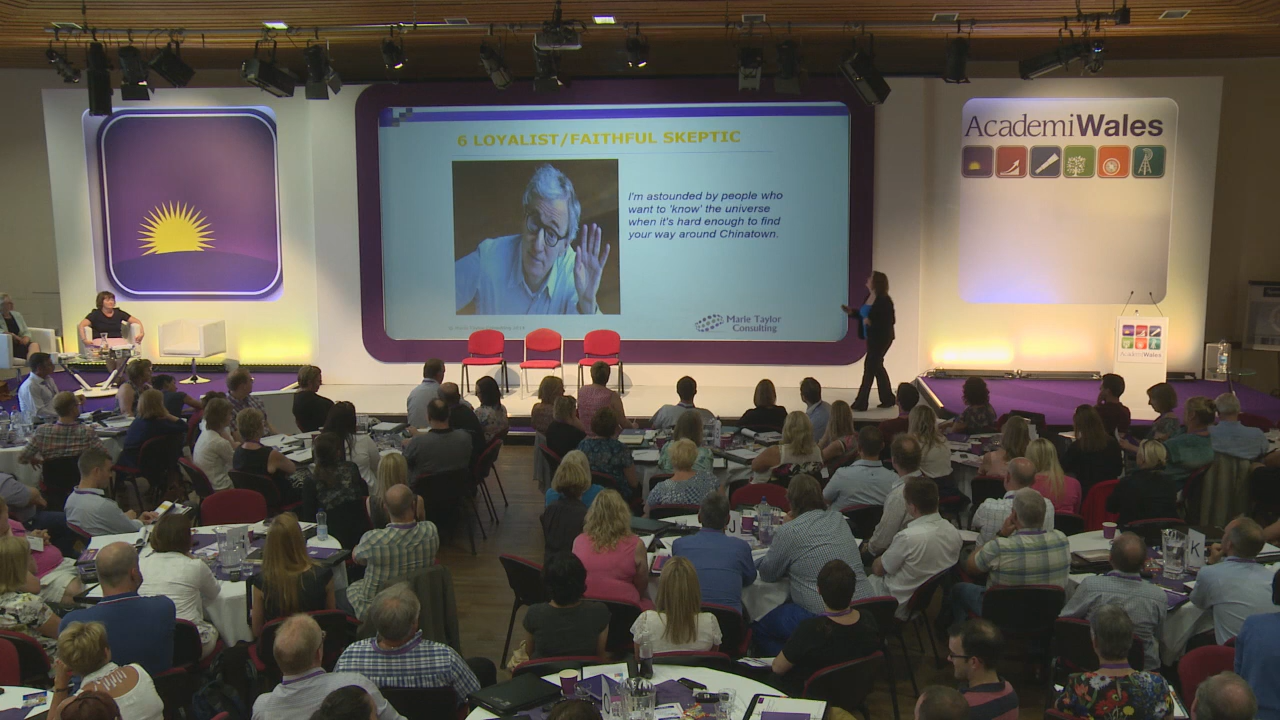 6 LOYALIST/FAITHFUL SKEPTIC
I'm astounded by people who
want to 'know' the universe
when it's hard enough to find
your way around Chinatown.
Marie Taylor
Consulting
AcademiWales
AcademiWales
J
K